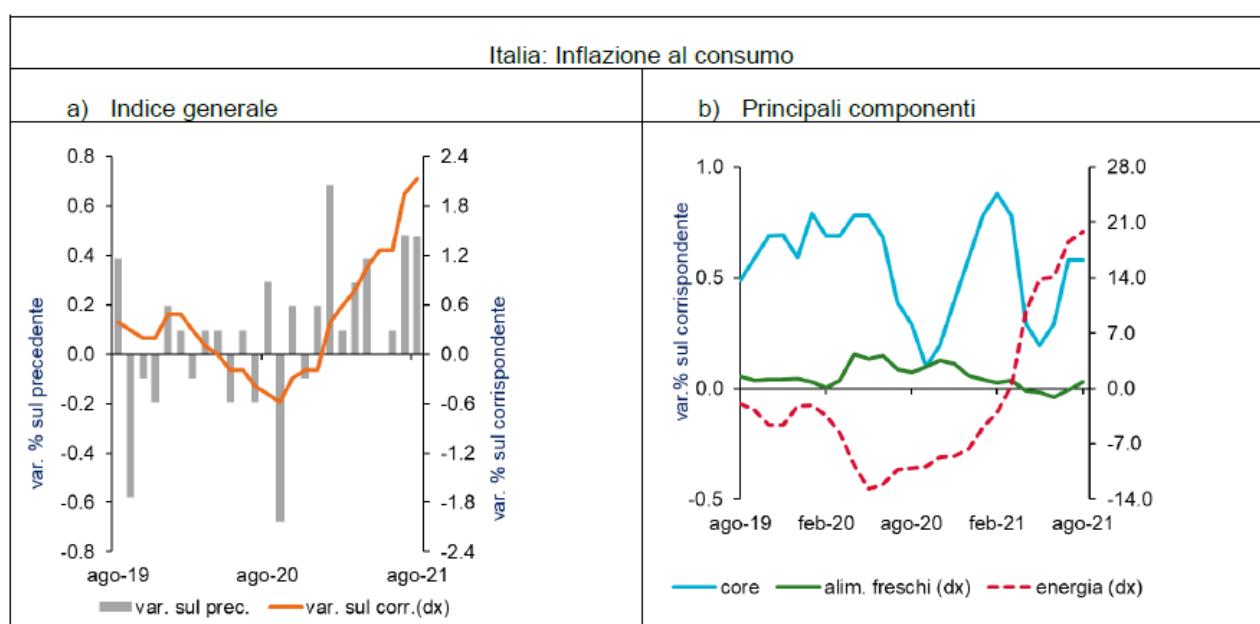 Italia: Inflazione al consumo
a) Indice generale
b) Principali componenti
var. % sul precedente
0.8
0.6
0.4
0.2
0.0
-0.2
-0.4
-0.6
-0.8
2.4
1.8
1.2
0.6
0.0
-0.6
-1.2
-1.8
-2.4
var. % sul corrispondente
ago-19 ago-20 ago-21
var. sul prec. var. sul corr.(dx)
var.% sul corrispondente
1.0
0.5
0.0
-0.5
28.0
21.0
14.0
7.0
0.0
-7.0
-14.0
ago-19 feb-20 ago-20 feb-21 ago-21
core alim. freschi (dx) energia (dx)